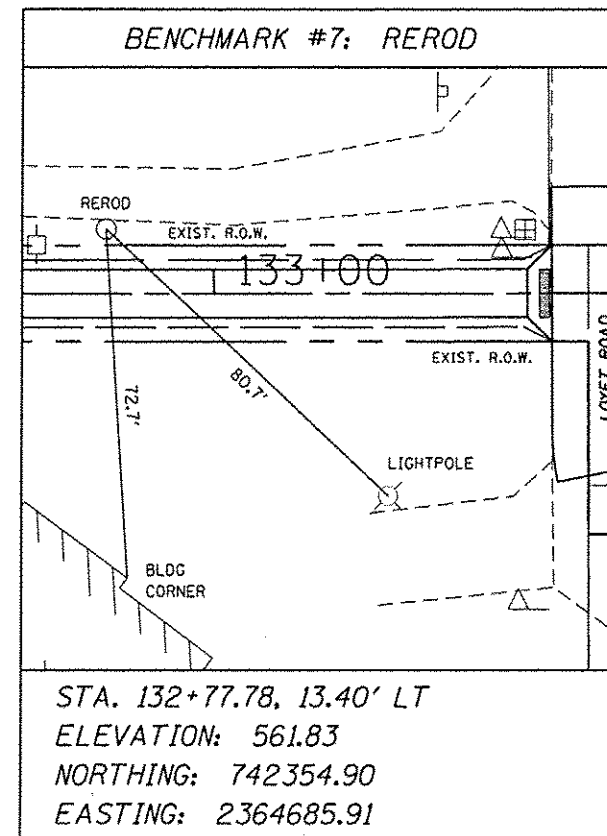 BENCHMARK #7: REROD
REROD
EXIST. R.O.W.
133+00
EXIST. R.O.W.
80.7'
72.7'
LIGHTPOLE
BLDG
CORNER
STA. 132+77.78, 13.40' LT
ELEVATION: 561.83
NORTHING: 742354.90
EASTING: 2364685.91
ROAD